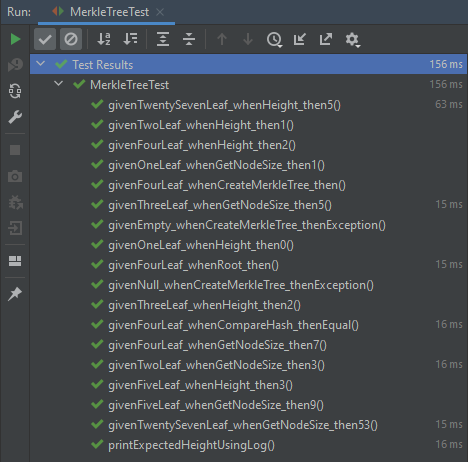 Run: MerkleTreeTest
Test Results 156 ms
MerkleTreeTest 156 ms
givenTwentySevenLeaf_whenHeight_then5() 63 ms
givenTwoLeaf_whenHeight_then1()
givenFourLeaf_whenHeight_then2()
givenOneLeaf_whenGetNodeSize_then1()
givenFourLeaf_whenCreateMerkleTree_then()
givenThreeLeaf_whenGetNodeSize_then5() 15 ms
givenEmpty_whenCreateMerkleTree_thenException()
givenOneLeaf_whenHeight_then0()
givenFourLeaf_whenRoot_then() 15 ms
givenNull_whenCreateMerkleTree_thenException()
givenThreeLeaf_whenHeight_then2()
givenFourLeaf_whenCompareHash_thenEqual() 16 ms
givenFourLeaf_whenGetNodeSize_then7()
givenTwoLeaf_whenGetNodeSize_then3() 16 ms
givenFiveLeaf_whenHeight_then3()
givenFiveLeaf_whenGetNodeSize_then9()
givenTwentySevenLeaf_whenGetNodeSize_then53() 15 ms
printExpectedHeightUsingLog() 16 ms